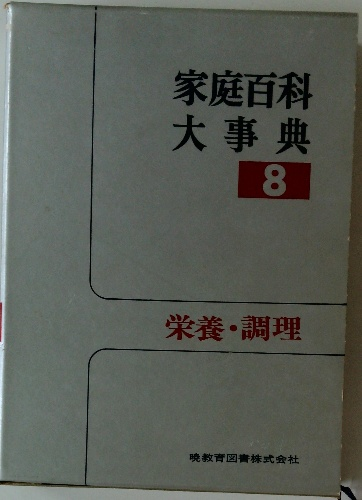 家庭百科
大事典
8
栄養・調理
暁教育図書株式会社